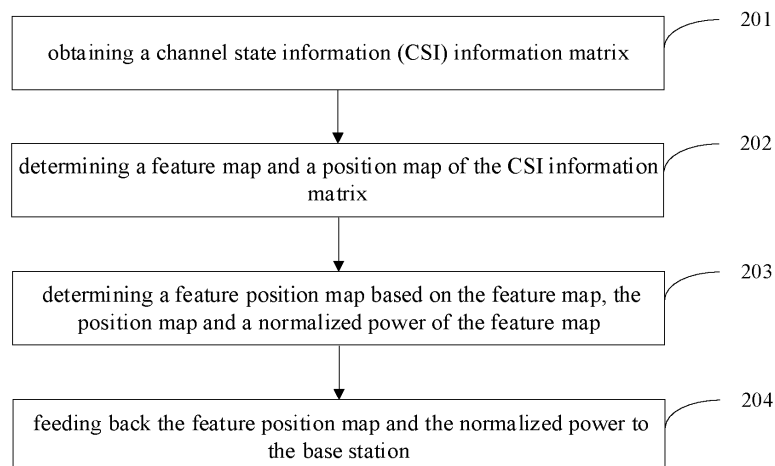 201
obtaining a channel state information (CSI) information matrix
202
determining a feature map and a position map of the CSI information
matrix
203
determining a feature position map based on the feature map, the
position map and a normalized power of the feature map
204
feeding back the feature position map and the normalized power to
the base station